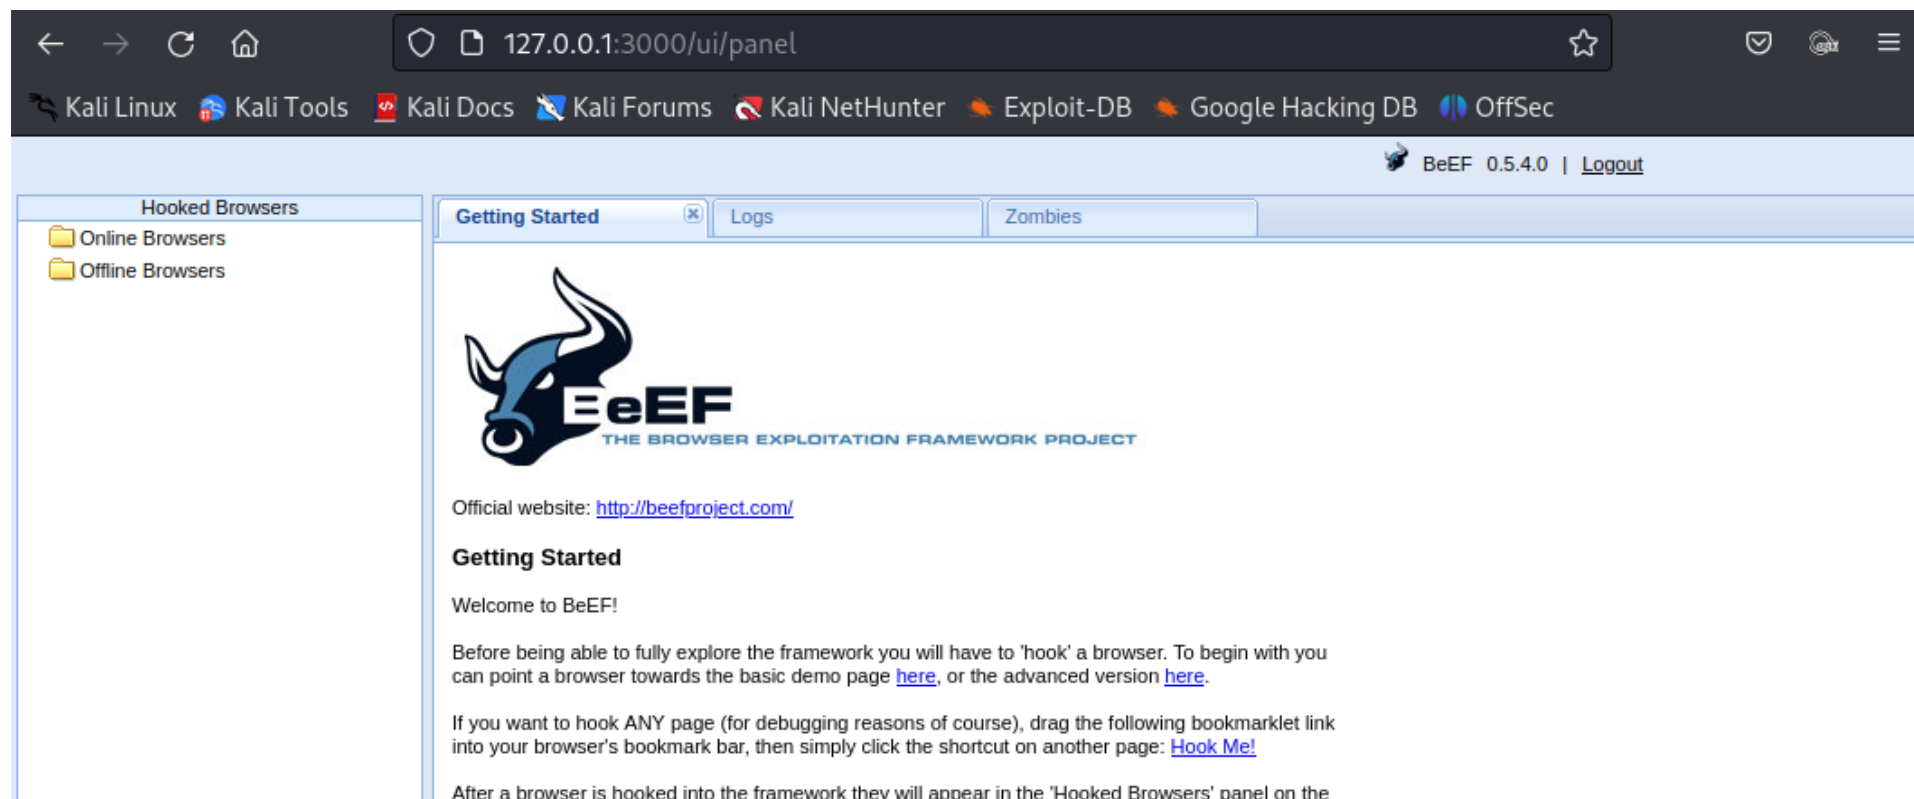 127.0.0.1:3000/ui/panel
Kali Linux Kali Tools Kali Docs Kali Forums Kali NetHunter Exploit-DB Google Hacking DB OffSec
BeEF 0.5.4.0 | Logout
Hooked Browsers
Online Browsers
Offline Browsers
Getting Started Logs Zombies
BeEF
THE BROWSER EXPLOITATION FRAMEWORK PROJECT
Official website: http://beefproject.com/
Getting Started
Welcome to BeEF!
Before being able to fully explore the framework you will have to 'hook' a browser. To begin with you
can point a browser towards the basic demo page here, or the advanced version here.
If you want to hook ANY page (for debugging reasons of course), drag the following bookmarklet link
into your browser's bookmark bar, then simply click the shortcut on another page: Hook Me!
After a browser is hooked into the framework they will appear in the 'Hooked Browsers' panel on the